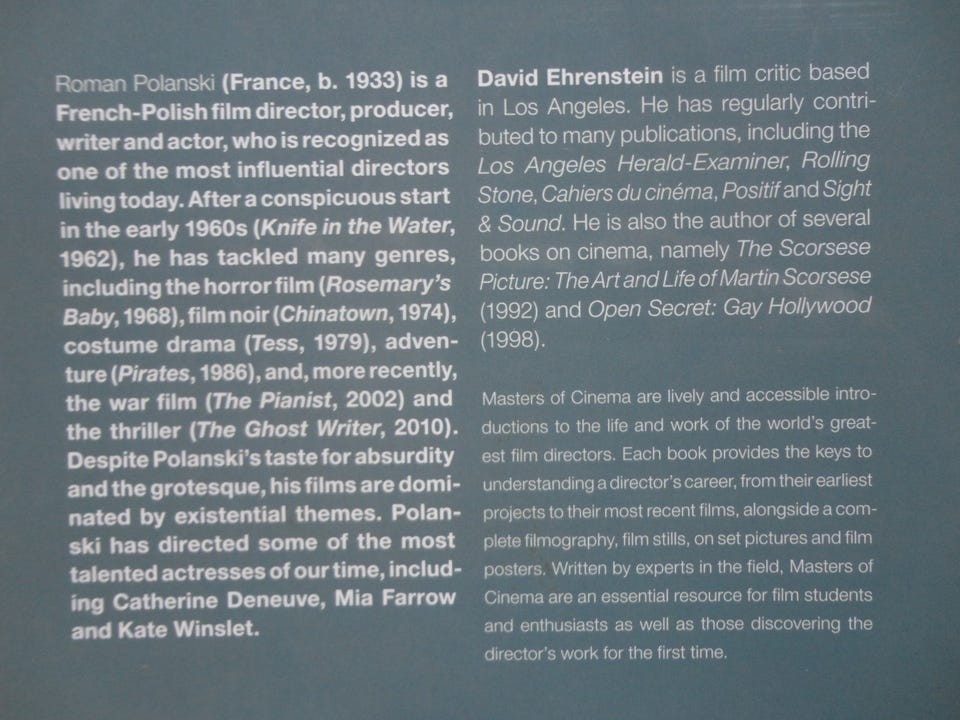 Roman Polanski (France, b. 1933) is a
French-Polish film director, producer,
writer and actor, who is recognized as
one of the most influential directors
living today. After a conspicuous start
in the early 1960s (Knife in the Water,
1962), he has tackled many genres,
including the horror film (Rosemary's
Baby, 1968), film noir (Chinatown, 1974),
costume drama (Tess, 1979), adven-
ture (Pirates, 1986), and, more recently,
the war film (The Pianist, 2002) and
the thriller (The Ghost Writer, 2010).
Despite Polanski's taste for absurdity
and the grotesque, his films are domi-
nated by existential themes. Polan-
ski has directed some of the most
talented actresses of our time, includ-
ing Catherine Deneuve, Mia Farrow
and Kate Winslet.
David Ehrenstein is a film critic based
in Los Angeles. He has regularly contri-
buted to many publications, including the
Los Angeles Herald-Examiner, Rolling
Stone, Cahiers du cinéma, Positif and Sight
& Sound. He is also the author of several
books on cinema, namely The Scorsese
Picture: The Art and Life of Martin Scorsese
(1992) and Open Secret: Gay Hollywood
(1998).
Masters of Cinema are lively and accessible intro-
ductions to the life and work of the world's great-
est film directors. Each book provides the keys to
understanding a director's career, from their earliest
projects to their most recent films, alongside a com-
plete filmography, film stills, on set pictures and film
posters. Written by experts in the field, Masters of
Cinema are an essential resource for film students
and enthusiasts as well as those discovering the
director's work for the first time.